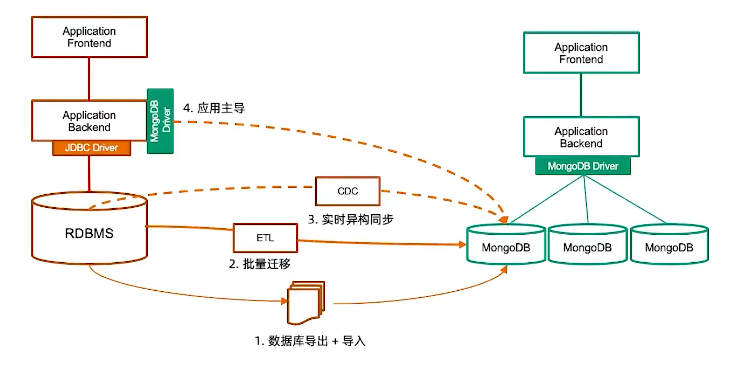 Application
Frontend
Application
Backend
JDBC Driver
MongoDB
Driver
4. 应用主导
CDC
3. 实时异构同步
RDBMS
ETL
2. 批量迁移
1. 数据库导出 + 导入
Application
Frontend
Application
Backend
MongoDB Driver
MongoDB
MongoDB
MongoDB